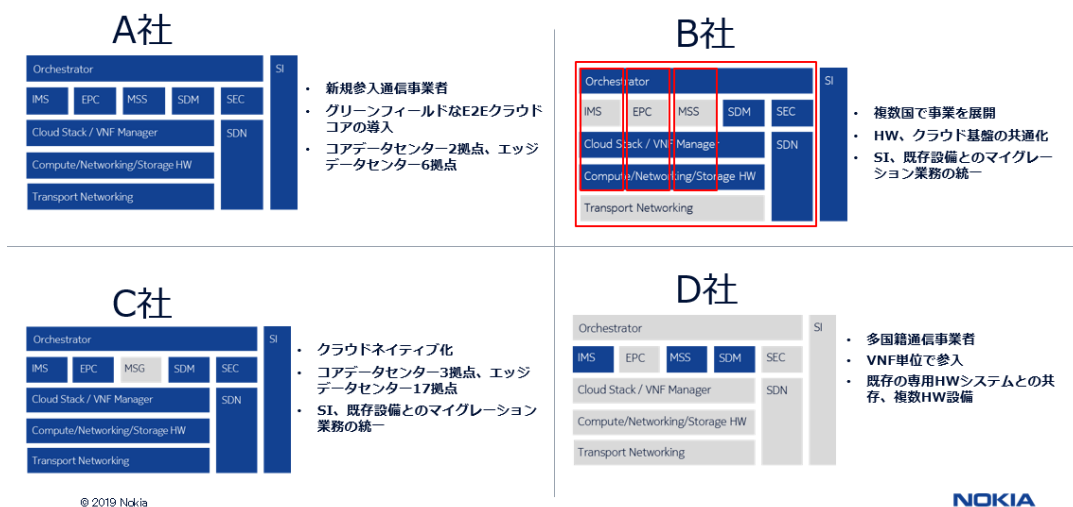 A社
Orchestrator
SI
IMS
EPC
MSS
SDM
SEC
Cloud Stack / VNF Manager
SDN
Compute/Networking/Storage HW
Transport Networking
• 新規参入通信事業者
• グリーンフィールドなE2Eクラウド
コアの導入
• コアデータセンター2拠点、エッジ
データセンター6拠点
B社
Orchestrator
SI
IMS
EPC
MSS
SDM
SEC
Cloud Stack / VNF Manager
SDN
Compute/Networking/Storage HW
Transport Networking
• 複数国で事業を展開
• HW、クラウド基盤の共通化
• SI、既存設備とのマイグレー
ション業務の統一
C社
Orchestrator
SI
IMS
EPC
MSG
SDM
SEC
Cloud Stack / VNF Manager
SDN
Compute/Networking/Storage HW
Transport Networking
• クラウドネイティブ化
• コアデータセンター3拠点、エッジ
データセンター17拠点
• SI、既存設備とのマイグレーション
業務の統一
D社
Orchestrator
SI
IMS
EPC
MSS
SDM
SEC
Cloud Stack / VNF Manager
SDN
Compute/Networking/Storage HW
Transport Networking
• 多国籍通信事業者
• VNF単位で参入
• 既存の専用HWシステムとの共
存、複数HW設備
© 2019 Nokia
NOKIA